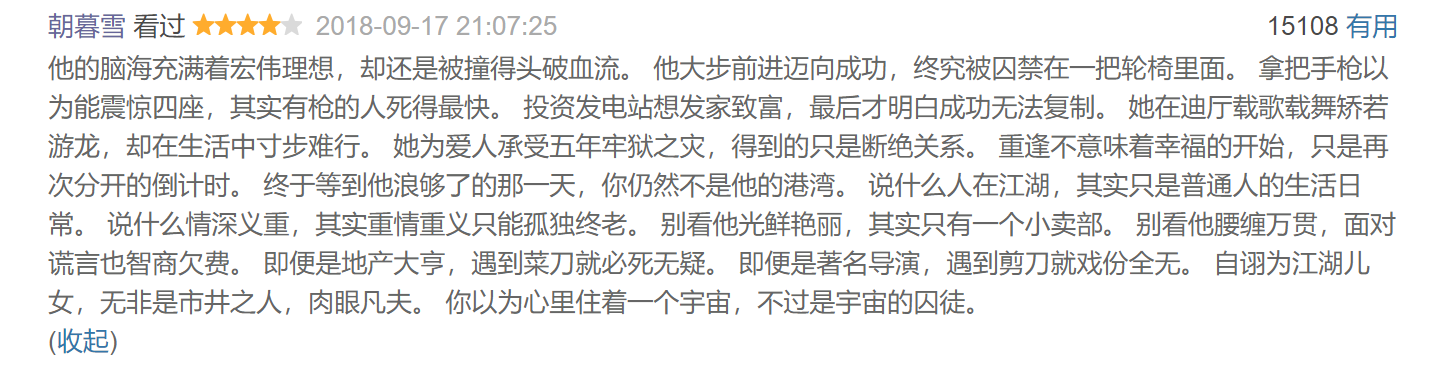 朝暮雪 看过 2018-09-17 21:07:25 15108 有用
他的脑海充满着宏伟理想，却还是被撞得头破血流。 他大步前进迈向成功，终究被囚禁在一把轮椅里面。 拿把手枪以
为能震惊四座，其实有枪的人死得最快。 投资发电站想发家致富，最后才明白成功无法复制。 她在迪厅载歌载舞矫若
游龙，却在生活中寸步难行。 她为爱人承受五年牢狱之灾，得到的只是断绝关系。 重逢不意味着幸福的开始，只是再
次分开的倒计时。 终于等到他浪够了的那一天，你仍然不是他的港湾。 说什么人在江湖，其实只是普通人的生活日
常。 说什么情深义重，其实重情重义只能孤独终老。 别看他光鲜艳丽，其实只有一个小卖部。 别看他腰缠万贯，面对
谎言也智商欠费。 即便是地产大亨，遇到菜刀就必死无疑。 即便是著名导演，遇到剪刀就戏份全无。 自诩为江湖儿
女，无非是市井之人，肉眼凡夫。 你以为心里住着一个宇宙，不过是宇宙的囚徒。
(收起)